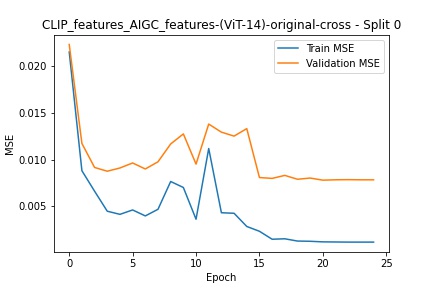 CLIP_features_AIGC_features-(ViT-14)-original-cross - Split 0
Train MSE
Validation MSE
0.020
0.015
0.010
0.005
MSE
0 5 10 15 20 25
Epoch